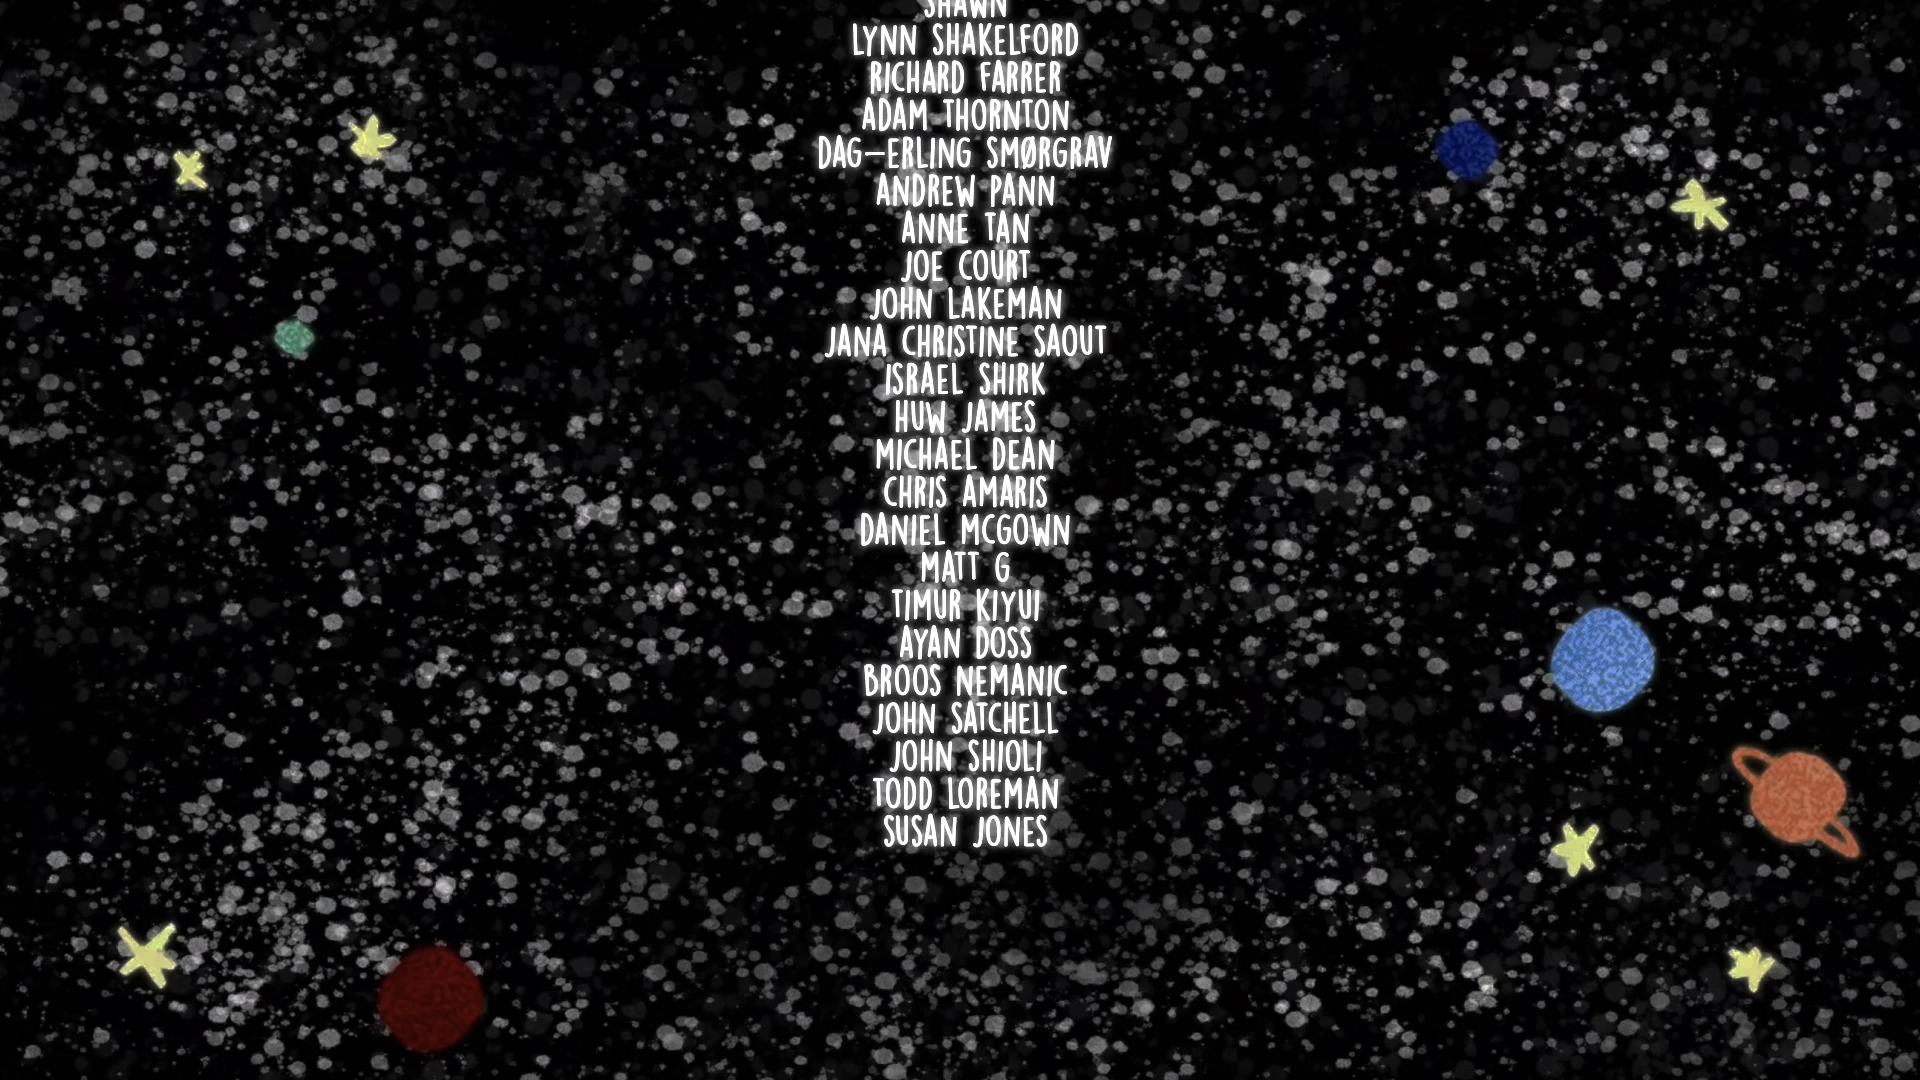 SHAWN
LYNN SHAKELFORD
RICHARD FARRER
ADAM THORNTON
DAG-ERLING SMØRGRAV
ANDREW PANN
ANNE TAN
JOE COURT
JOHN LAKEMAN
JANA CHRISTINE SAOUT
ISRAEL SHIRK
HUW JAMES
MICHAEL DEAN
CHRIS AMARIS
DANIEL MCGOWN
MATT G
TIMUR KIYUI
AYAN DOSS
BROOS NEMANIC
JOHN SATCHELL
JOHN SHIOLI
TODD LOREMAN
SUSAN JONES